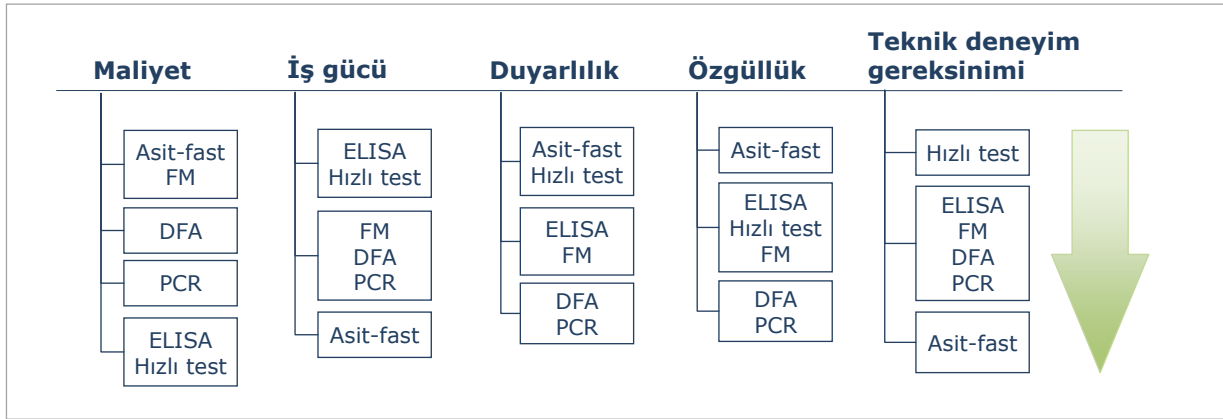 Maliyet
Asit-fast
FM
DFA
PCR
ELISA
Hızlı test
İş gücü
ELISA
Hızlı test
FM
DFA
PCR
Asit-fast
Duyarlılık
Asit-fast
Hızlı test
ELISA
FM
DFA
PCR
Özgüllük
Asit-fast
ELISA
Hızlı test
FM
DFA
PCR
Teknik deneyim
gereksinimi
Hızlı test
ELISA
FM
DFA
PCR
Asit-fast